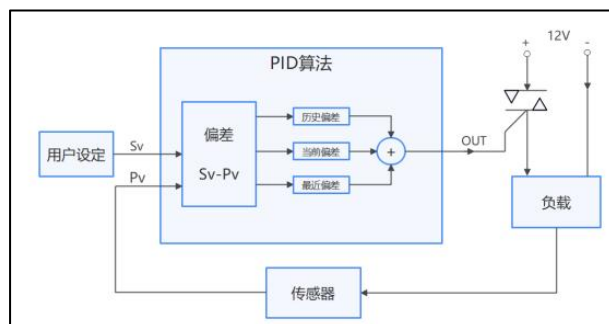 PID算法
+ 12V -
用户设定
Sv
Pv
偏差
Sv-Pv
历史偏差
当前偏差
最近偏差
+
OUT
负载
传感器